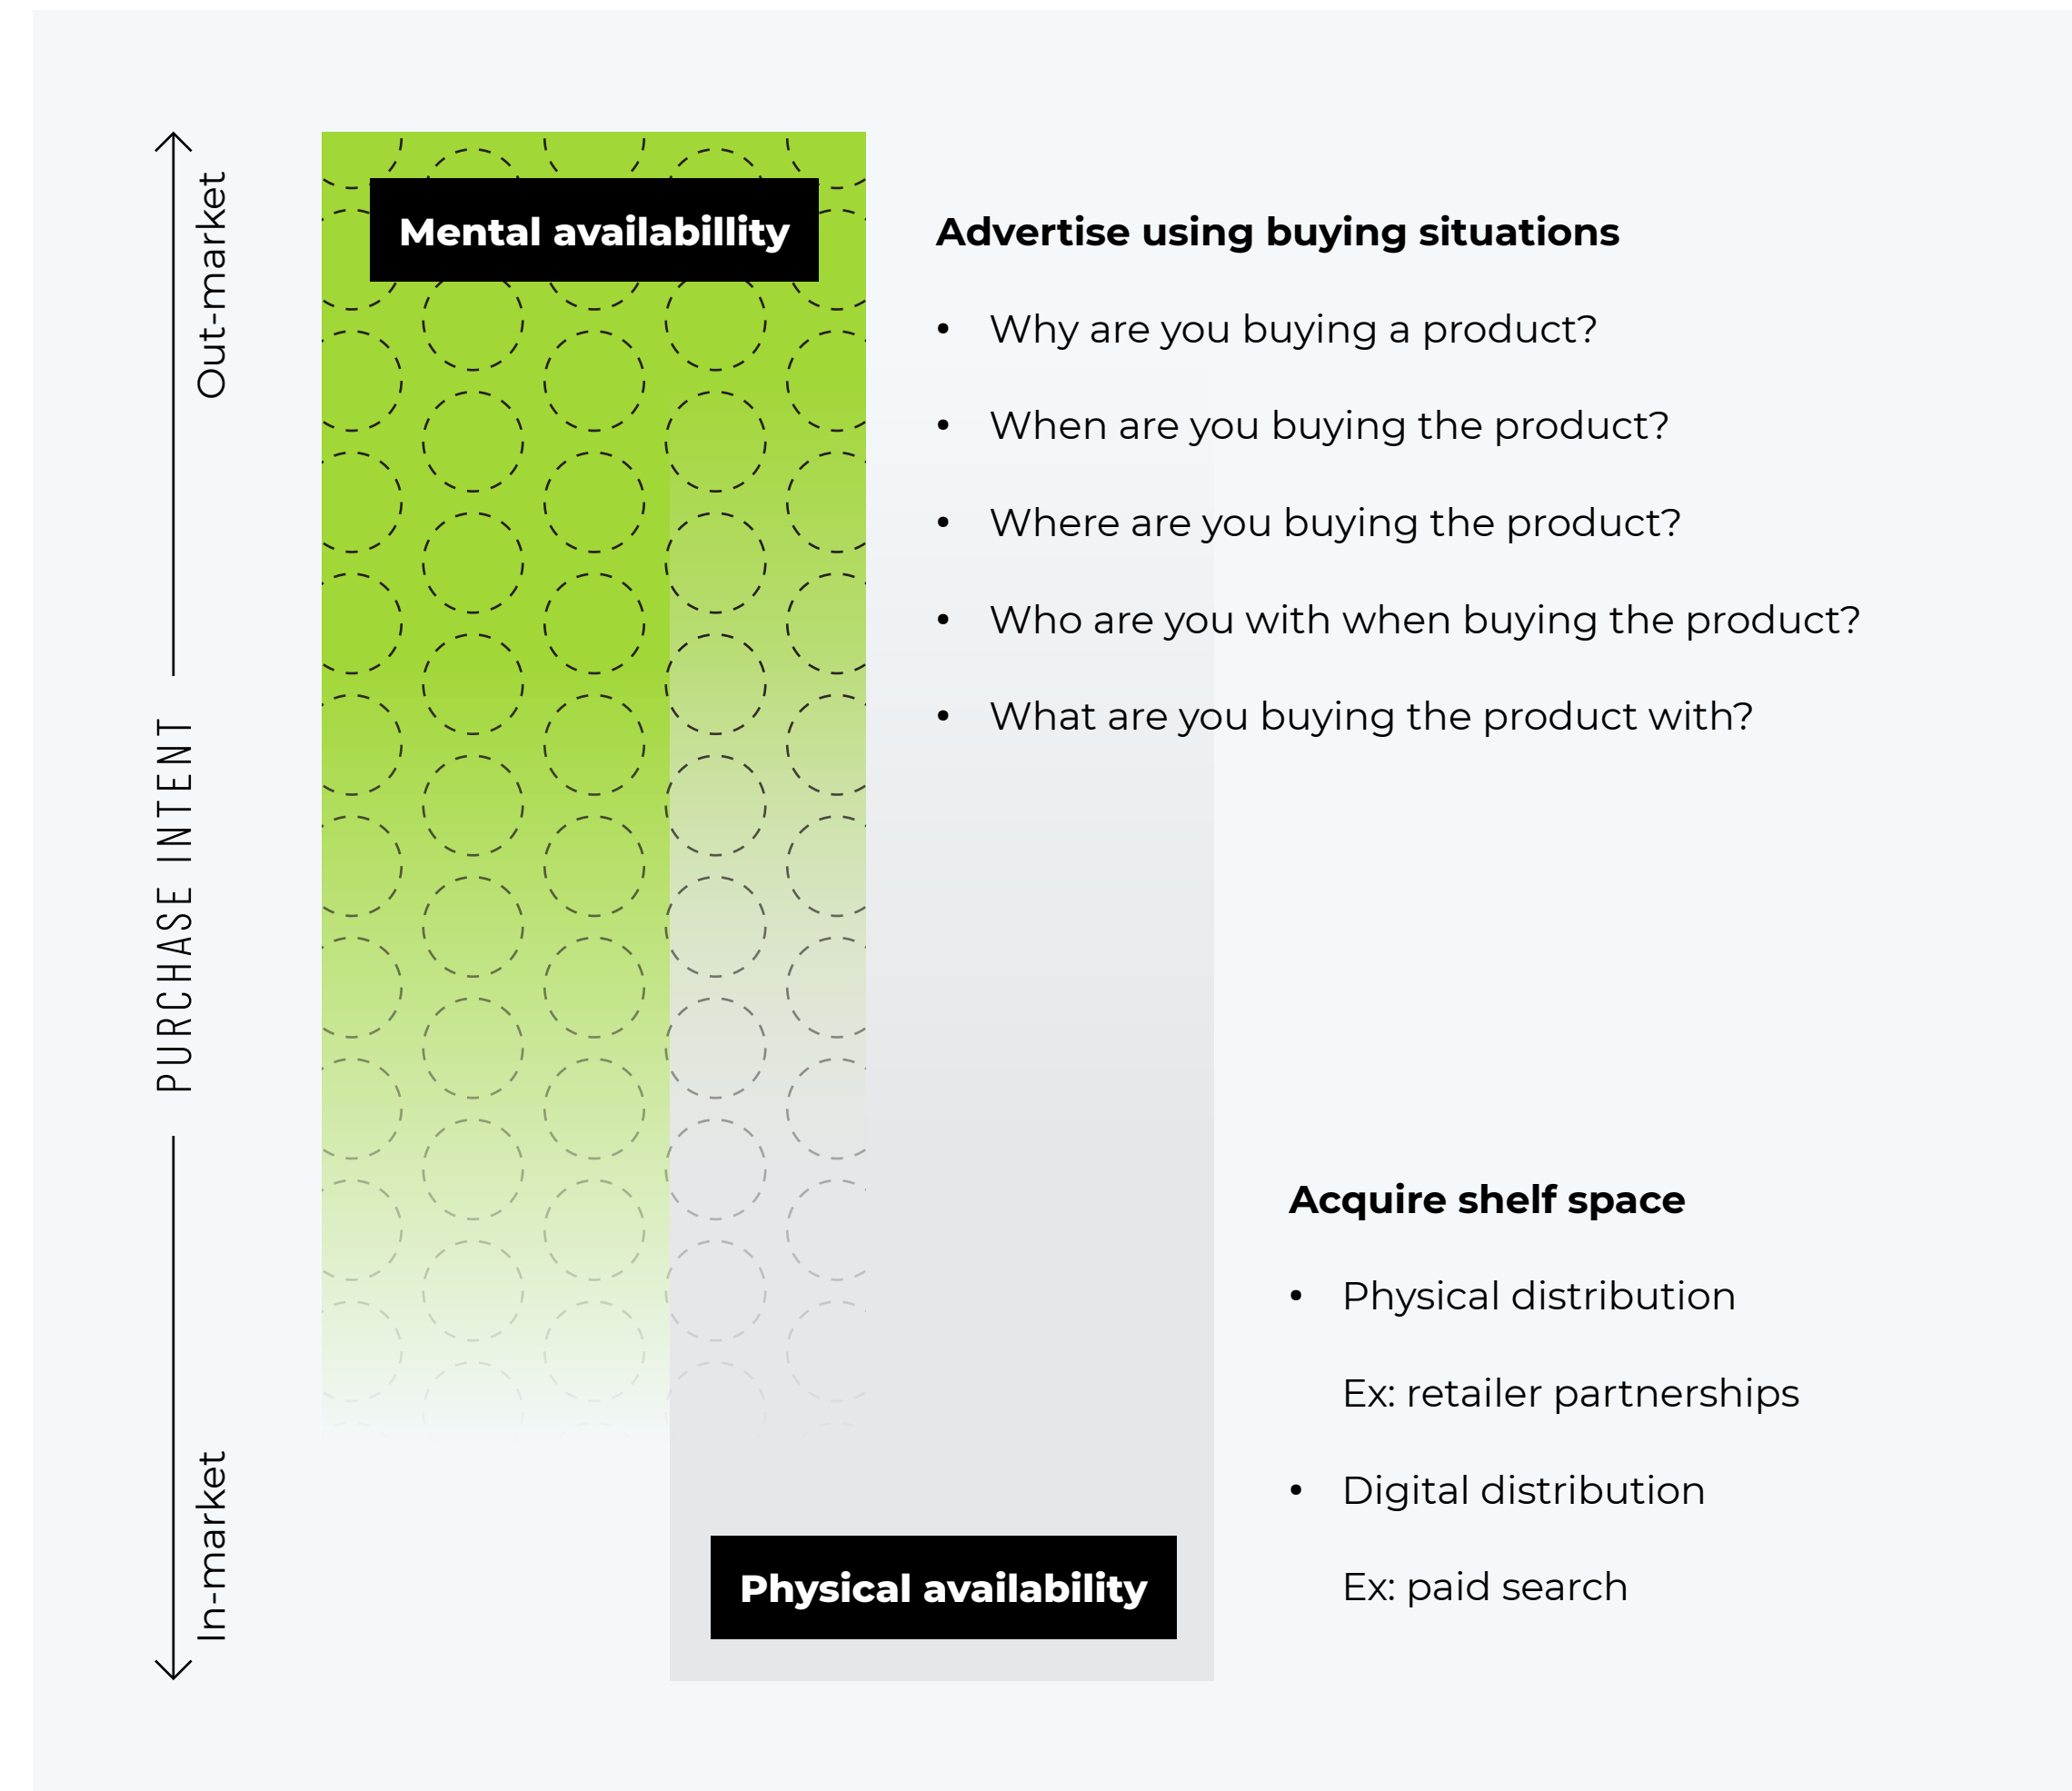 Out-market
PURCHASE INTENT
In-market
Mental availabillity
Advertise using buying situations
• Why are you buying a product?
• When are you buying the product?
• Where are you buying the product?
• Who are you with when buying the product?
• What are you buying the product with?
Acquire shelf space
• Physical distribution
Ex: retailer partnerships
• Digital distribution
Ex: paid search
Physical availability